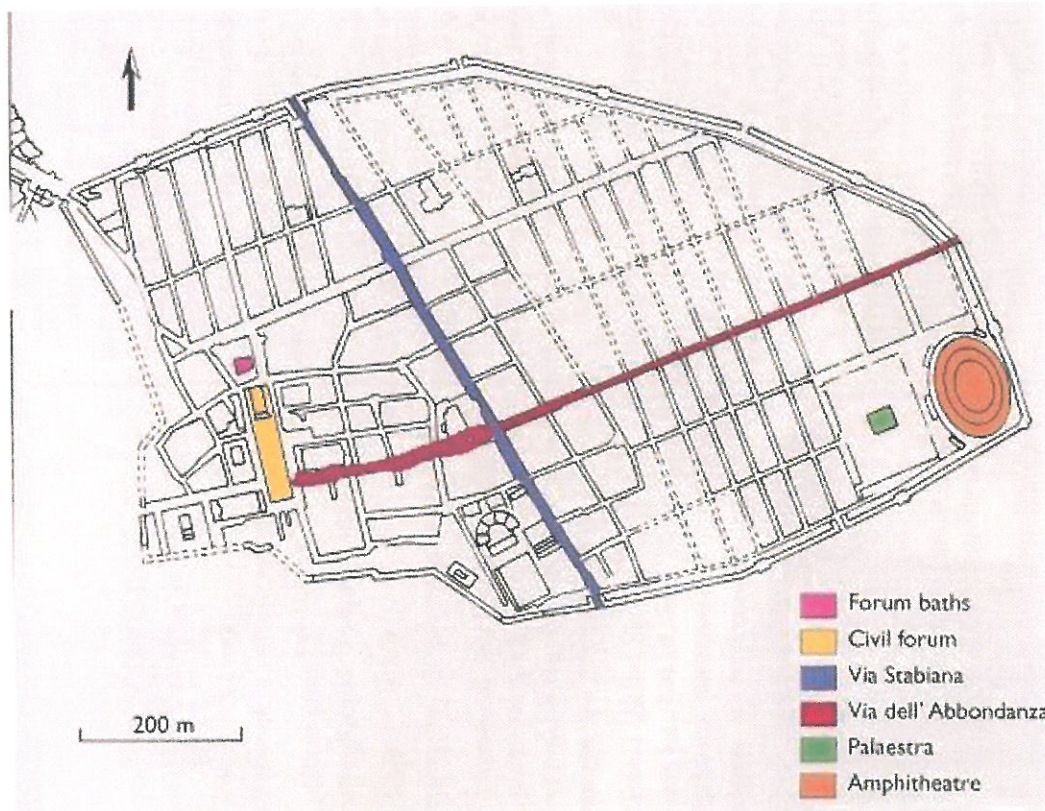 200 m
Forum baths
Civil forum
Via Stabiana
Via dell' Abbondanza
Palaestra
Amphitheatre